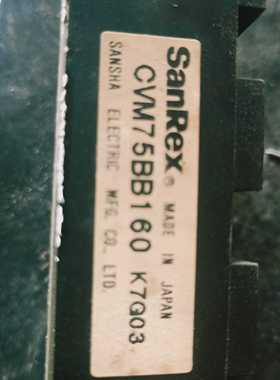 SanRex® MADE IN JAPAN
CVM75BB160 K7G03
SANSHA ELECTRIC MFG. CO., LTD.